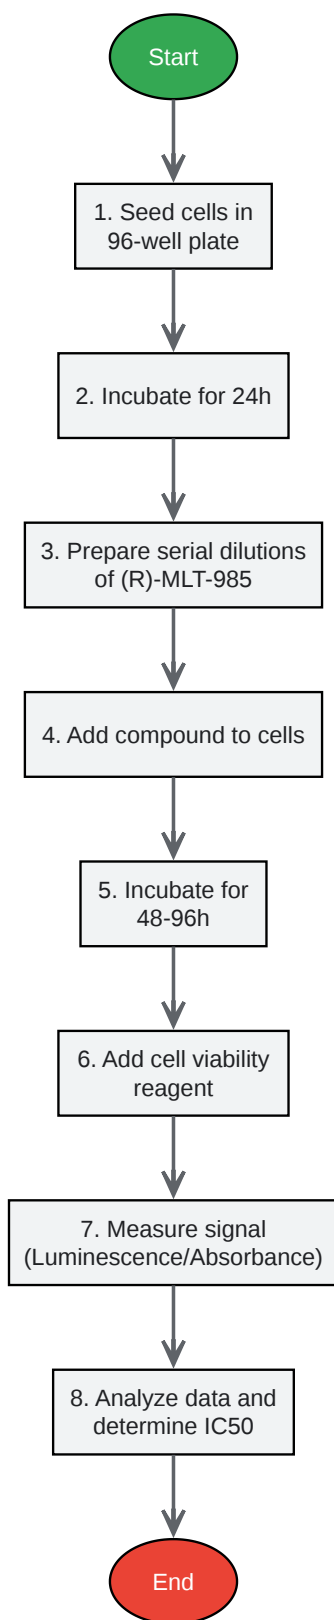 Start
1. Seed cells in
96-well plate
2. Incubate for 24h
3. Prepare serial dilutions
of (R)-MLT-985
4. Add compound to cells
5. Incubate for
48-96h
6. Add cell viability
reagent
7. Measure signal
(Luminescence/Absorbance)
8. Analyze data and
determine IC50
End